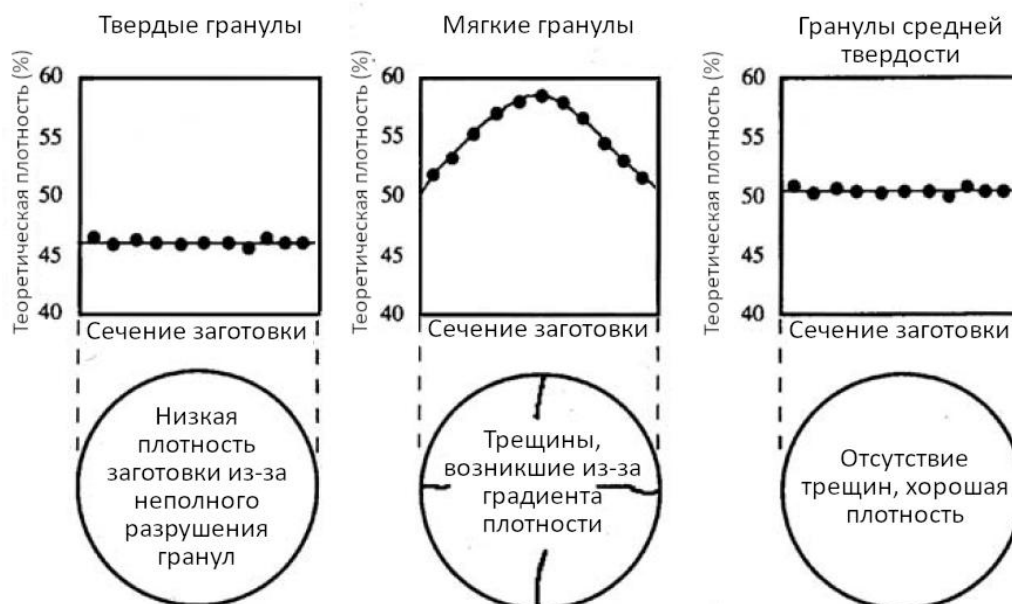 Твердые гранулы
Теоретическая плотность (%)
60
55
50
45
40
Сечение заготовки
Низкая
плотность
заготовки из-за
неполного
разрушения
гранул
Мягкие гранулы
Теоретическая плотность (%)
60
55
50
45
40
Сечение заготовки
Трещины,
возникшие из-за
градиента
плотности
Гранулы средней
твердости
Теоретическая плотность (%)
60
55
50
45
40
Сечение заготовки
Отсутствие
трещин, хорошая
плотность